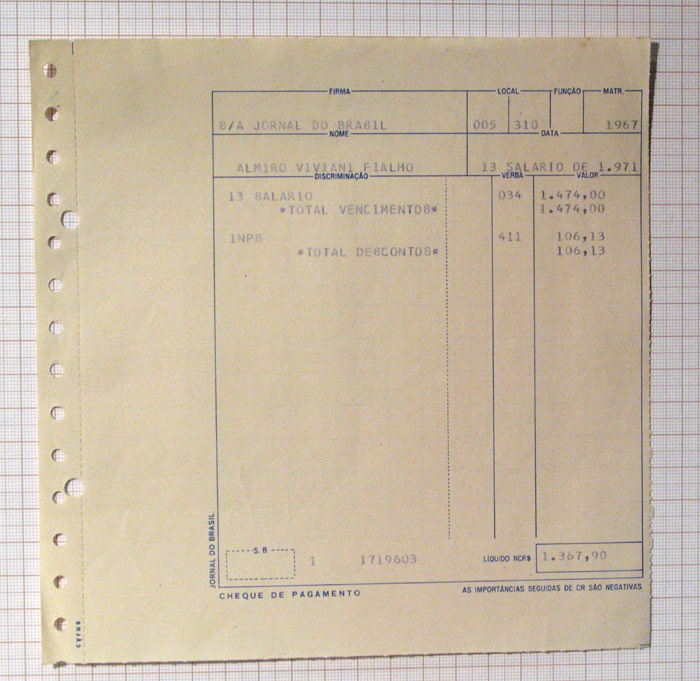 FIRMA LOCAL FUNÇÃO MATR.
S/A JORNAL DO BRASIL 005 310 1967
NOME DATA
ALMIRO VIVIANI FIALHO 13 SALARIO DE 1.971
DISCRIMINAÇÃO VERBA VALOR
13 SALARIO 034 1.474,00
*TOTAL VENCIMENTOS* 1.474,00
INPS 411 106,13
*TOTAL DESCONTOS* 106,13
JORNAL DO BRASIL
S.B.
1 1719603 LÍQUIDO NCR$ 1.367,90
CHEQUE DE PAGAMENTO AS IMPORTÂNCIAS SEGUIDAS DE CR SÃO NEGATIVAS